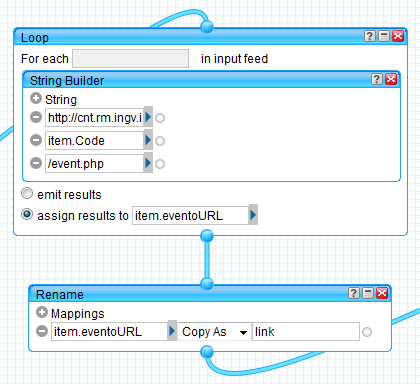 Loop
For each in input feed
String Builder
String
http://cnt.rm.ingv.i
item.Code
/event.php
emit results
assign results to item.eventoURL
Rename
Mappings
item.eventoURL Copy As link